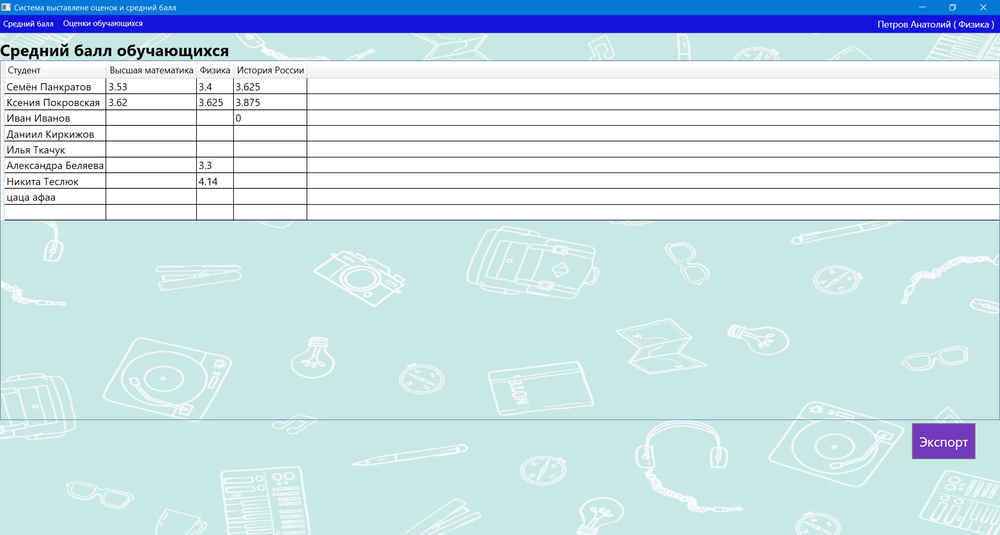 Система выставлене оценок и средний балл
Средний балл Оценки обучающихся Петров Анатолий ( Физика )
Средний балл обучающихся
Студент Высшая математика Физика История России
Семён Панкратов 3.53 3.4 3.625
Ксения Покровская 3.62 3.625 3.875
Иван Иванов 0
Даниил Киркижов
Илья Ткачук
Александра Беляева 3.3
Никита Теслюк 4.14
цаца афаа
Экспорт